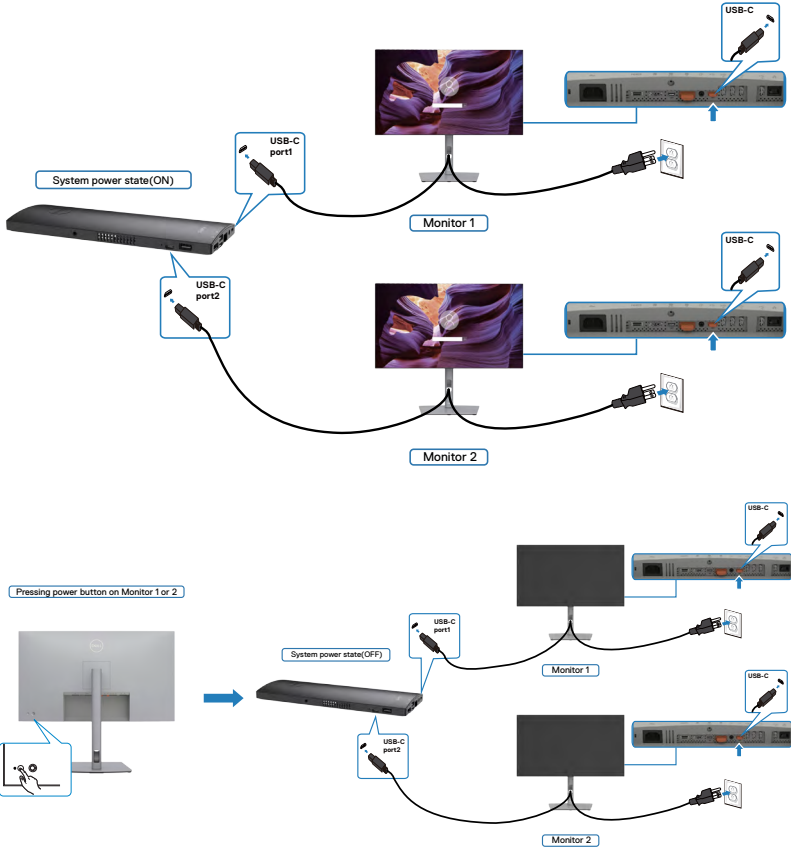 USB-C
USB-C
port1
System power state(ON)
Monitor 1
USB-C
USB-C
port2
Monitor 2
USB-C
Pressing power button on Monitor 1 or 2
USB-C
port1
System power state(OFF)
Monitor 1
USB-C
USB-C
port2
Monitor 2
DELL